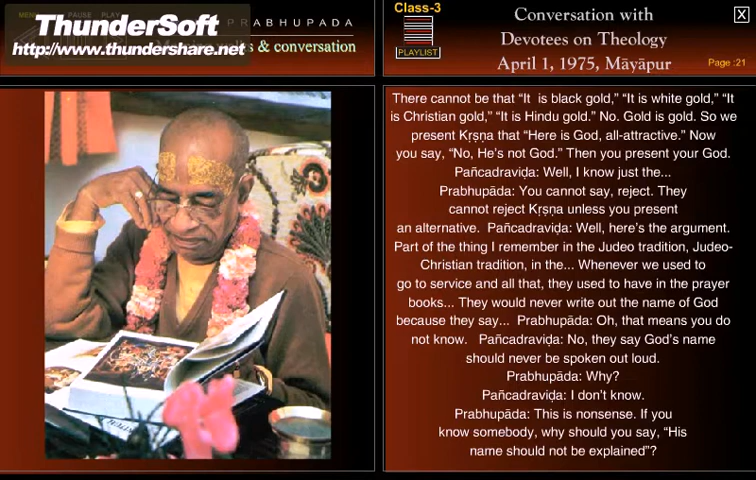 MENU PAUSE PLAY
PRABHUPADA
ThunderSoft
http://www.thundershare.net
& conversation
Class-3
PLAYLIST
Conversation with
Devotees on Theology
April 1, 1975, Māyāpur
X
Page :21
There cannot be that “It is black gold,” “It is white gold,” “It
is Christian gold,” “It is Hindu gold.” No. Gold is gold. So we
present Kṛṣṇa that “Here is God, all-attractive.” Now
you say, “No, He’s not God.” Then you present your God.
Pañcadraviḍa: Well, I know just the...
Prabhupāda: You cannot say, reject. They
cannot reject Kṛṣṇa unless you present
an alternative. Pañcadraviḍa: Well, here’s the argument.
Part of the thing I remember in the Judeo tradition, Judeo-
Christian tradition, in the... Whenever we used to
go to service and all that, they used to have in the prayer
books... They would never write out the name of God
because they say... Prabhupāda: Oh, that means you do
not know. Pañcadraviḍa: No, they say God’s name
should never be spoken out loud.
Prabhupāda: Why?
Pañcadraviḍa: I don’t know.
Prabhupāda: This is nonsense. If you
know somebody, why should you say, “His
name should not be explained”?